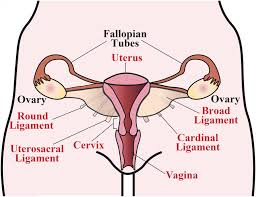 Fallopian
Tubes
Uterus
Ovary
Ovary
Round
Ligament
Broad
Ligament
Uterosacral
Ligament
Cervix
Cardinal
Ligament
Vagina